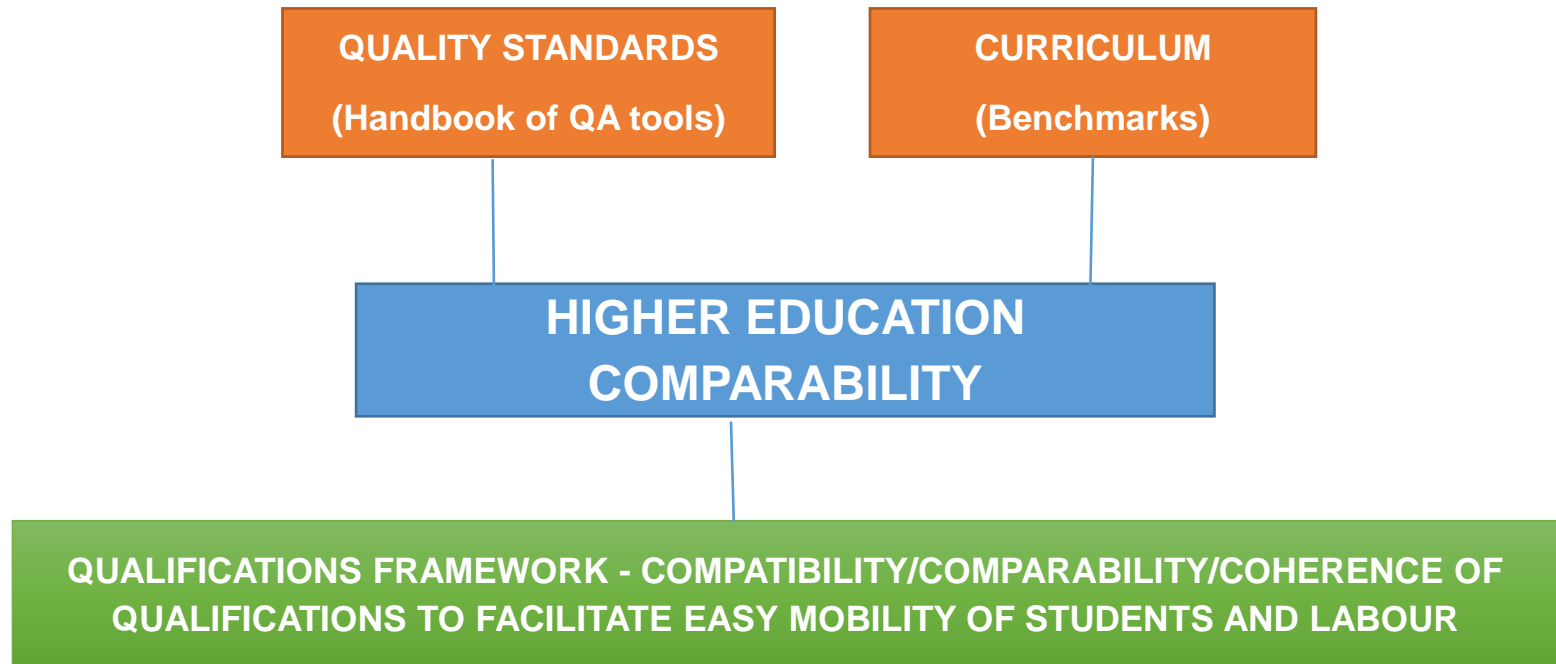 QUALITY STANDARDS
(Handbook of QA tools)
CURRICULUM
(Benchmarks)
HIGHER EDUCATION
COMPARABILITY
QUALIFICATIONS FRAMEWORK - COMPATIBILITY/COMPARABILITY/COHERENCE OF
QUALIFICATIONS TO FACILITATE EASY MOBILITY OF STUDENTS AND LABOUR